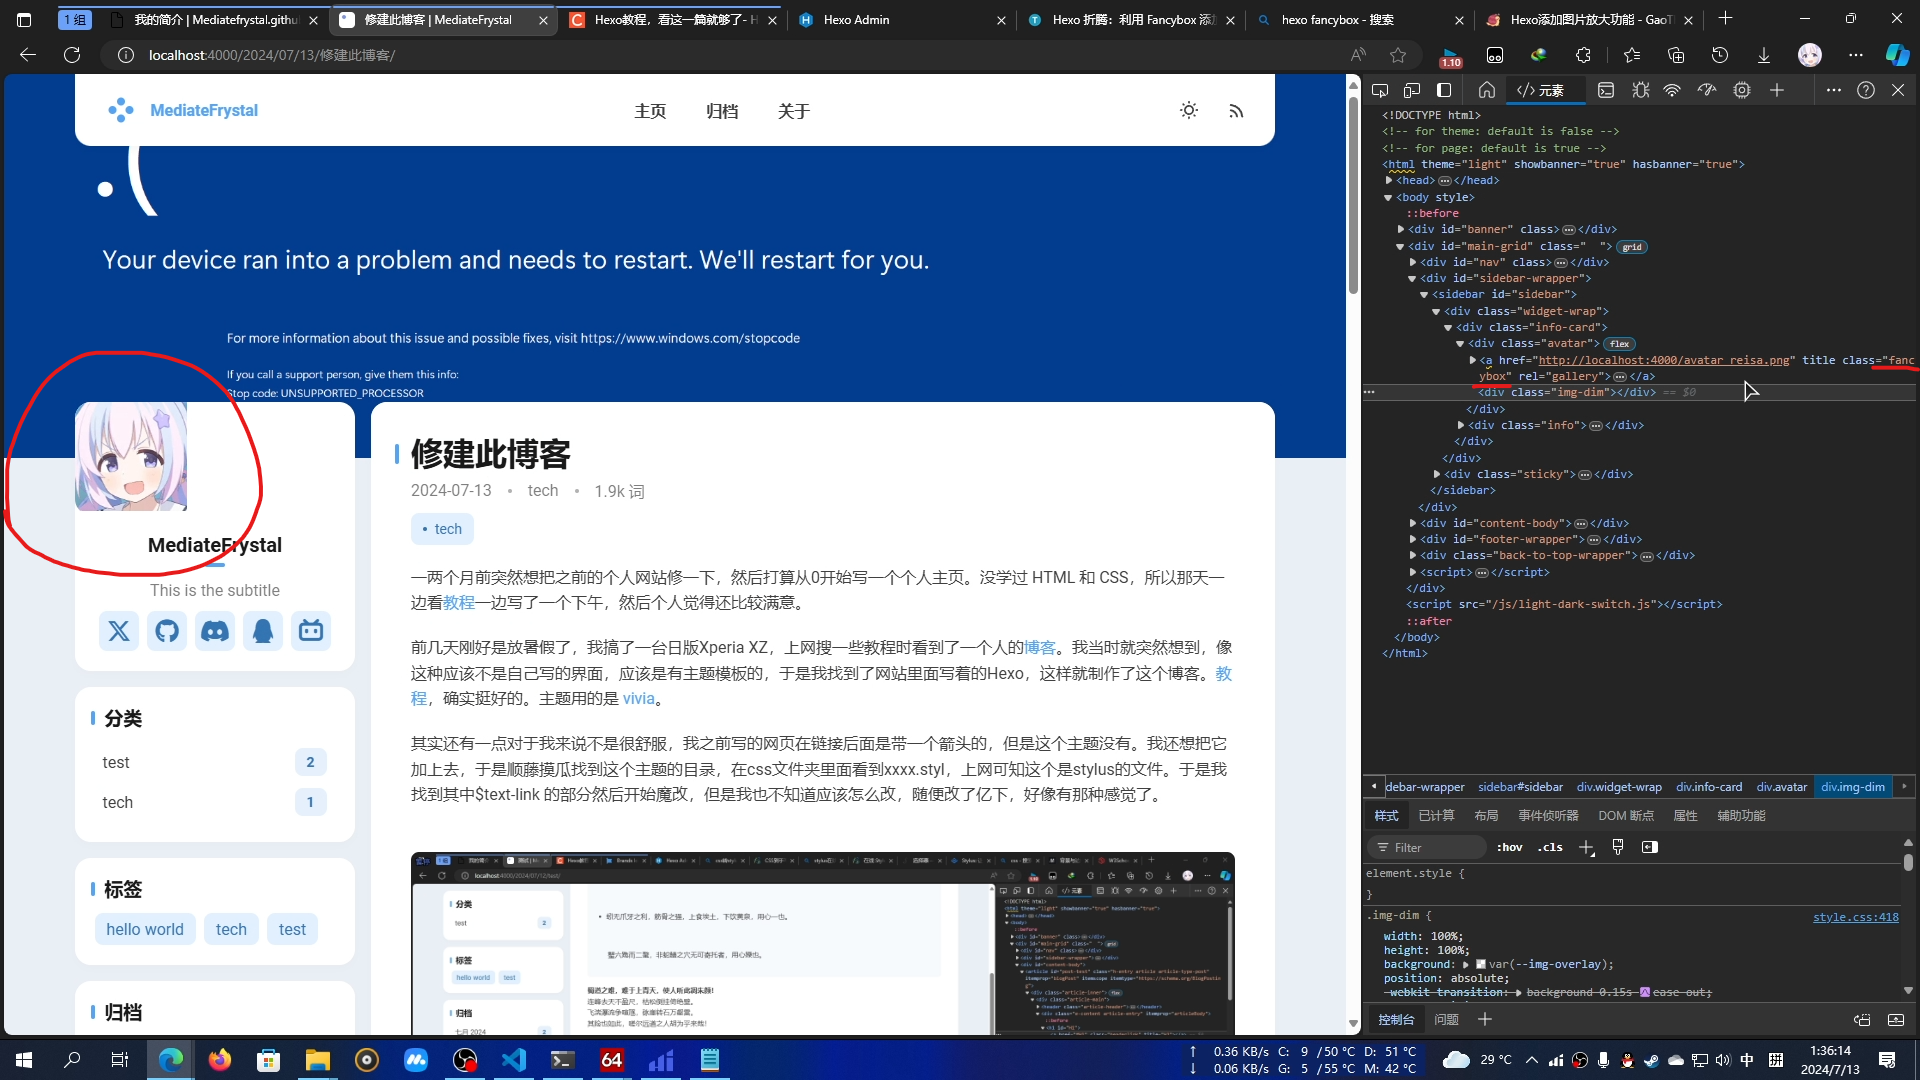 1 组
我的简介 | Mediatefrystal.githu
修建此博客 | MediateFrystal
Hexo教程，看这一篇就够了- H
Hexo Admin
Hexo 折腾：利用 Fancybox 添加
hexo fancybox - 搜索
Hexo添加图片放大功能 - GaoT
localhost:4000/2024/07/13/修建此博客/
1.10
MediateFrystal
主页
归档
关于
.(
Your device ran into a problem and needs to restart. We'll restart for you.
For more information about this issue and possible fixes, visit https://www.windows.com/stopcode
If you call a support person, give them this info:
Stop code: UNSUPPORTED_PROCESSOR
MediateFrystal
This is the subtitle
分类
test
2
tech
1
标签
hello world
tech
test
归档
修建此博客
2024-07-13 • tech • 1.9k 词
• tech
一两个月前突然想把之前的个人网站修一下，然后打算从0开始写一个个人主页。没学过 HTML 和 CSS，所以那天一
边看教程一边写了一个下午，然后个人觉得还比较满意。
前几天刚好是放暑假了，我搞了一台日版Xperia XZ，上网搜一些教程时看到了一个人的博客。我当时就突然想到，像
这种应该不是自己写的界面，应该是有主题模板的，于是我找到了网站里面写着的Hexo，这样就制作了这个博客。教
程，确实挺好的。主题用的是 vivia。
其实还有一点对于我来说不是很舒服，我之前写的网页在链接后面是带一个箭头的，但是这个主题没有。我还想把它
加上去，于是顺藤摸瓜找到这个主题的目录，在css文件夹里面看到xxxx.styl，上网可知这个是stylus的文件。于是我
找到其中$text-link 的部分然后开始魔改，但是我也不知道应该怎么改，随便改了亿下，好像有那种感觉了。
分类
test
2
标签
hello world
test
归档
七月 2024
2
元素
<!DOCTYPE html>
<!-- for theme: default is false -->
<!-- for page: default is true -->
<html theme="light" showbanner="true" hasbanner="true">
<head></head>
<body style>
::before
<div id="banner" class></div>
<div id="main-grid" class="  "> grid
<div id="nav" class></div>
<div id="sidebar-wrapper">
<sidebar id="sidebar">
<div class="widget-wrap">
<div class="info-card">
<div class="avatar"> flex
<a href="http://localhost:4000/avatar_reisa.png" title class="fanc
ybox" rel="gallery"></a>
<div class="img-dim"></div> == $0
</div>
<div class="info"></div>
</div>
</div>
<div class="sticky"></div>
</sidebar>
</div>
<div id="content-body"></div>
<div id="footer-wrapper"></div>
<div class="back-to-top-wrapper"></div>
<script></script>
</div>
<script src="/js/light-dark-switch.js"></script>
::after
</body>
</html>
debar-wrapper
sidebar#sidebar
div.widget-wrap
div.info-card
div.avatar
div.img-dim
样式
已计算
布局
事件侦听器
DOM 断点
属性
辅助功能
Filter
:hov
.cls
element.style {
}
.img-dim {
style.css:418
width: 100%;
height: 100%;
background: var(--img-overlay);
position: absolute;
-webkit-transition: background 0.15s ease out;
控制台
问题
64
↑ 0.36 KB/s C: 9 /50 °C D: 51 °C
↓ 0.06 KB/s G: 5 /55 °C M: 42 °C
29 °C
中
拼
1:36:14
2024/7/13